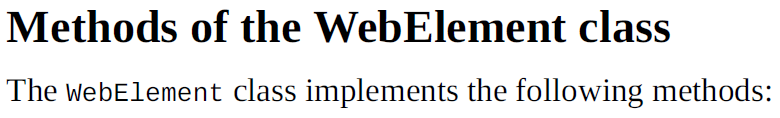 Methods of the WebElement class
The WebElement class implements the following methods: